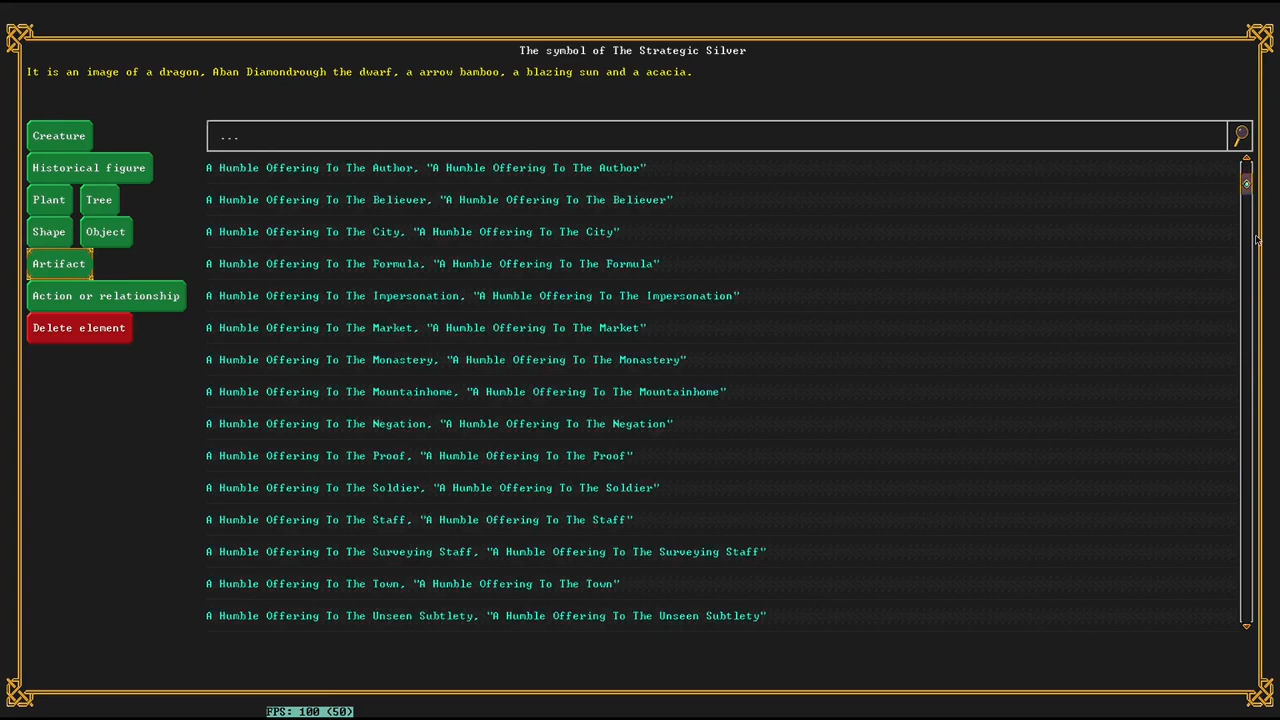 The symbol of The Strategic Silver
It is an image of a dragon, Aban Diamondrough the dwarf, a arrow bamboo, a blazing sun and a acacia.
Creature
...
Historical figure
A Humble Offering To The Author, "A Humble Offering To The Author"
Plant Tree
A Humble Offering To The Believer, "A Humble Offering To The Believer"
Shape Object
A Humble Offering To The City, "A Humble Offering To The City"
Artifact
A Humble Offering To The Formula, "A Humble Offering To The Formula"
Action or relationship
A Humble Offering To The Impersonation, "A Humble Offering To The Impersonation"
Delete element
A Humble Offering To The Market, "A Humble Offering To The Market"
A Humble Offering To The Monastery, "A Humble Offering To The Monastery"
A Humble Offering To The Mountainhome, "A Humble Offering To The Mountainhome"
A Humble Offering To The Negation, "A Humble Offering To The Negation"
A Humble Offering To The Proof, "A Humble Offering To The Proof"
A Humble Offering To The Soldier, "A Humble Offering To The Soldier"
A Humble Offering To The Staff, "A Humble Offering To The Staff"
A Humble Offering To The Surveying Staff, "A Humble Offering To The Surveying Staff"
A Humble Offering To The Town, "A Humble Offering To The Town"
A Humble Offering To The Unseen Subtlety, "A Humble Offering To The Unseen Subtlety"
FPS: 100 (50)